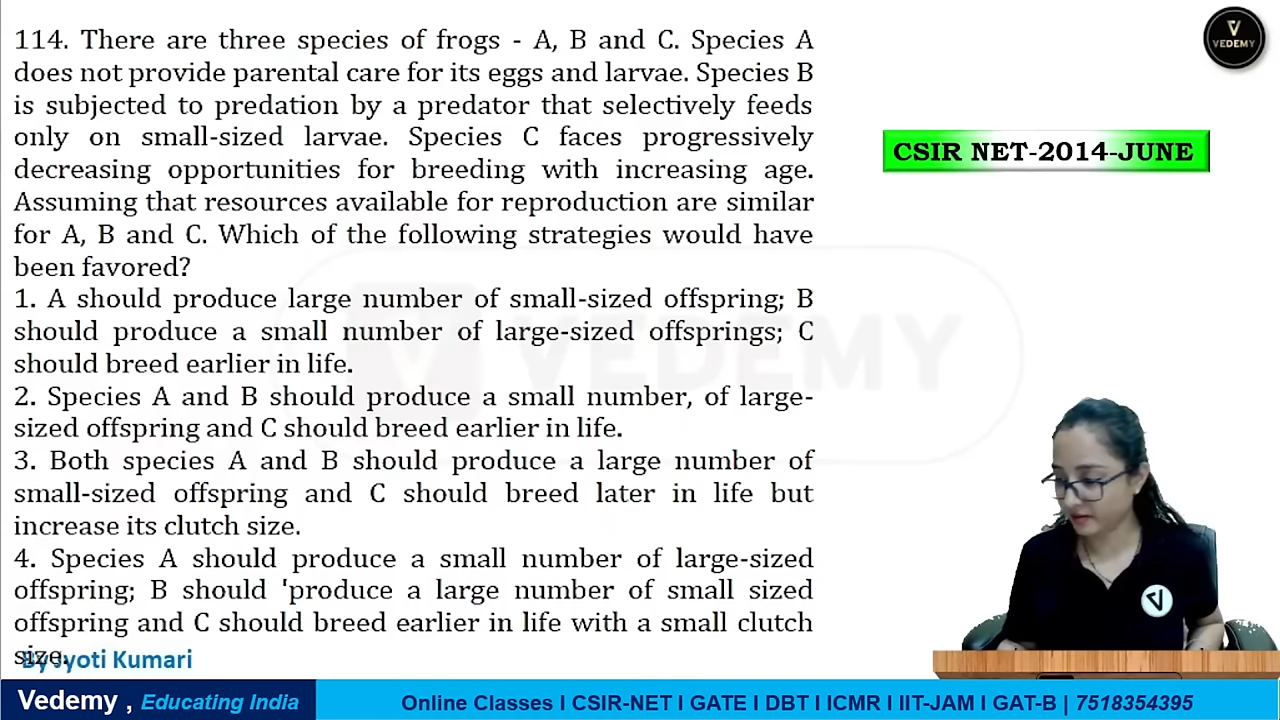 114. There are three species of frogs - A, B and C. Species A
does not provide parental care for its eggs and larvae. Species B
is subjected to predation by a predator that selectively feeds
only on small-sized larvae. Species C faces progressively
decreasing opportunities for breeding with increasing age.
Assuming that resources available for reproduction are similar
for A, B and C. Which of the following strategies would have
been favored?
1. A should produce large number of small-sized offspring; B
should produce a small number of large-sized offsprings; C
should breed earlier in life.
2. Species A and B should produce a small number, of large-
sized offspring and C should breed earlier in life.
3. Both species A and B should produce a large number of
small-sized offspring and C should breed later in life but
increase its clutch size.
4. Species A should produce a small number of large-sized
offspring; B should 'produce a large number of small sized
offspring and C should breed earlier in life with a small clutch
size.
By Jyoti Kumari
VEDEMY
CSIR NET-2014-JUNE
VEDEMY
Vedemy , Educating India
Online Classes I CSIR-NET I GATE I DBT I ICMR I IIT-JAM I GAT-B | 7518354395